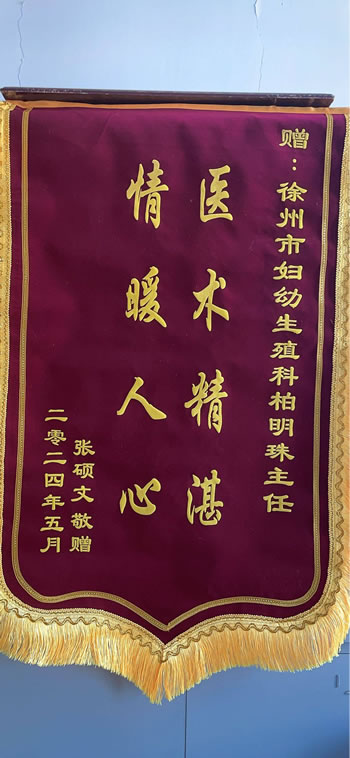 赠：徐州市妇幼生殖科柏明珠主任
医术精湛
情暖人心
张硕文敬赠
二零二四年五月